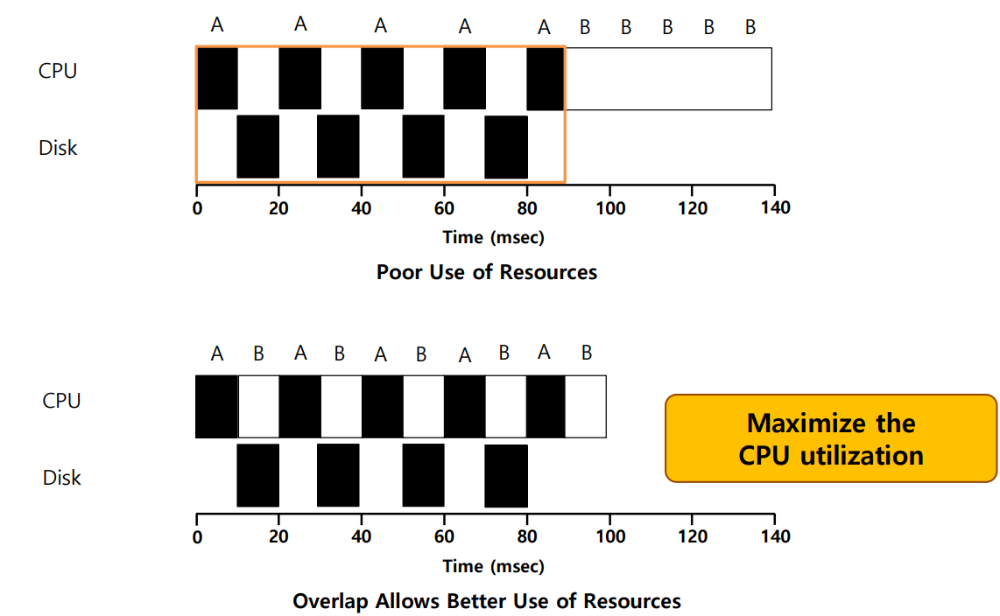 A A A A A B B B B B
CPU
Disk
0 20 40 60 80 100 120 140
Time (msec)
Poor Use of Resources
A B A B A B A B A B
CPU
Maximize the
CPU utilization
Disk
0 20 40 60 80 100 120 140
Time (msec)
Overlap Allows Better Use of Resources